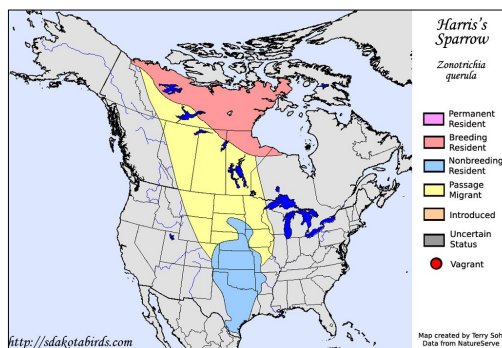 Harris's
Sparrow
Zonotrichia
querula
Permanent
Resident
Breeding
Resident
Nonbreeding
Resident
Passage
Migrant
Introduced
Uncertain
Status
Vagrant
Map created by Terry Soh
Data from NatureServe
http://sdakotabirds.com